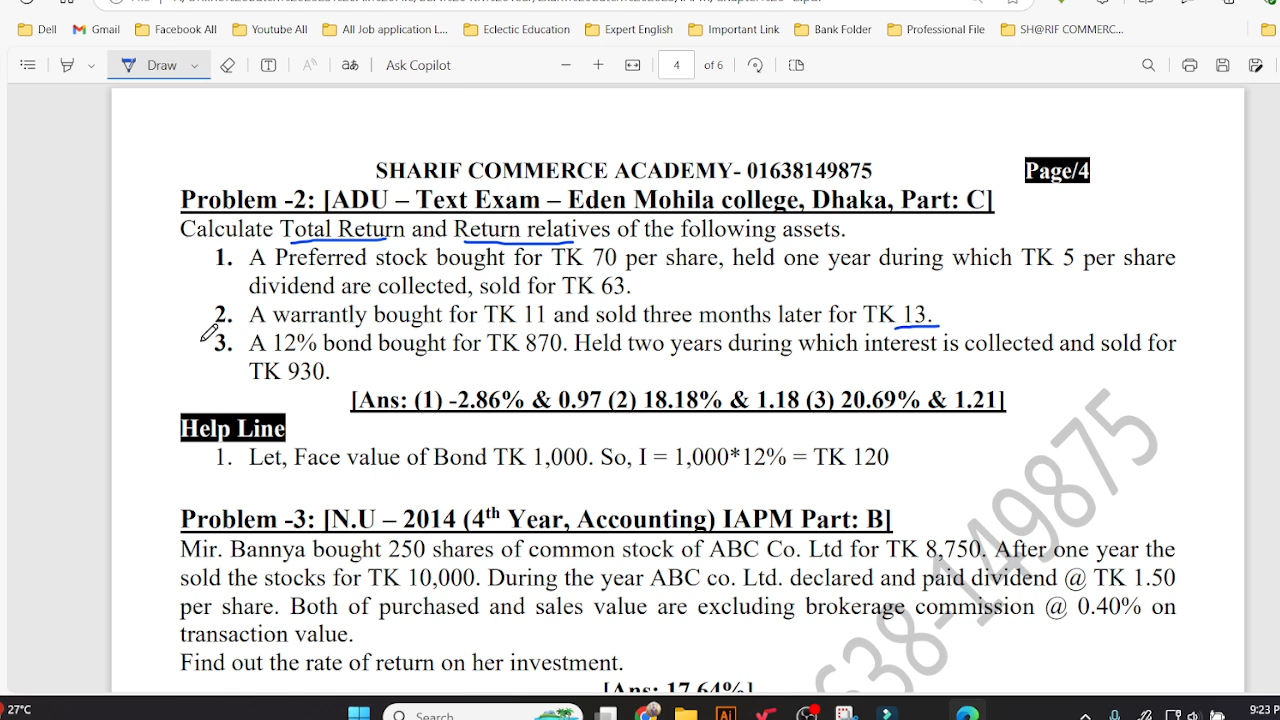 Dell Gmail Facebook All Youtube All All Job application L... Eclectic Education Expert English Important Link Bank Folder Professional File SH@RIF COMMERC...
Draw Ask Copilot 4 of 6
SHARIF COMMERCE ACADEMY- 01638149875 Page/4
Problem -2: [ADU – Text Exam – Eden Mohila college, Dhaka, Part: C]
Calculate Total Return and Return relatives of the following assets.
1. A Preferred stock bought for TK 70 per share, held one year during which TK 5 per share
dividend are collected, sold for TK 63.
2. A warrantly bought for TK 11 and sold three months later for TK 13.
3. A 12% bond bought for TK 870. Held two years during which interest is collected and sold for
TK 930.
[Ans: (1) -2.86% & 0.97 (2) 18.18% & 1.18 (3) 20.69% & 1.21]
Help Line
1. Let, Face value of Bond TK 1,000. So, I = 1,000*12% = TK 120
Problem -3: [N.U – 2014 (4th Year, Accounting) IAPM Part: B]
Mir. Bannya bought 250 shares of common stock of ABC Co. Ltd for TK 8,750. After one year the
sold the stocks for TK 10,000. During the year ABC co. Ltd. declared and paid dividend @ TK 1.50
per share. Both of purchased and sales value are excluding brokerage commission @ 0.40% on
transaction value.
Find out the rate of return on her investment.
[Ans: 17.64%]
638-149875
27°C Search 9:23 P